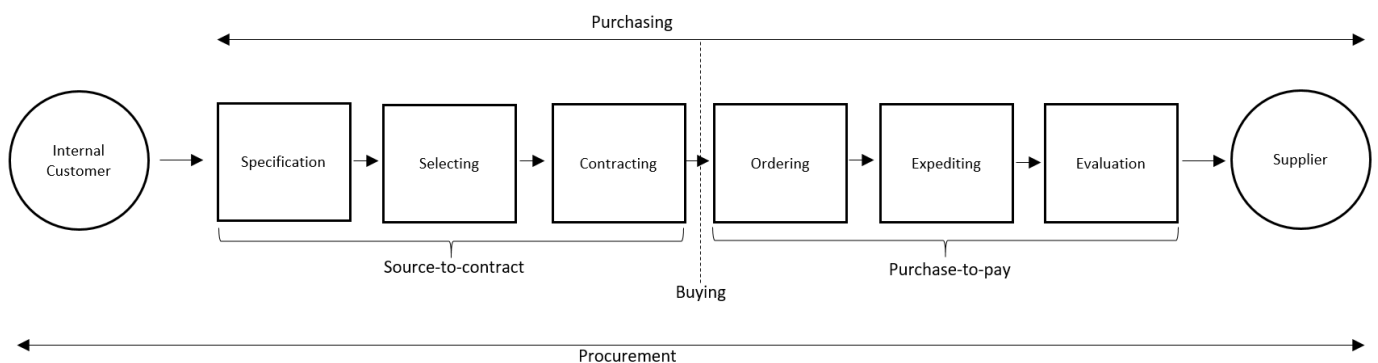 Purchasing
Internal
Customer
Specification
Selecting
Contracting
Ordering
Expediting
Evaluation
Supplier
Source-to-contract
Purchase-to-pay
Buying
Procurement